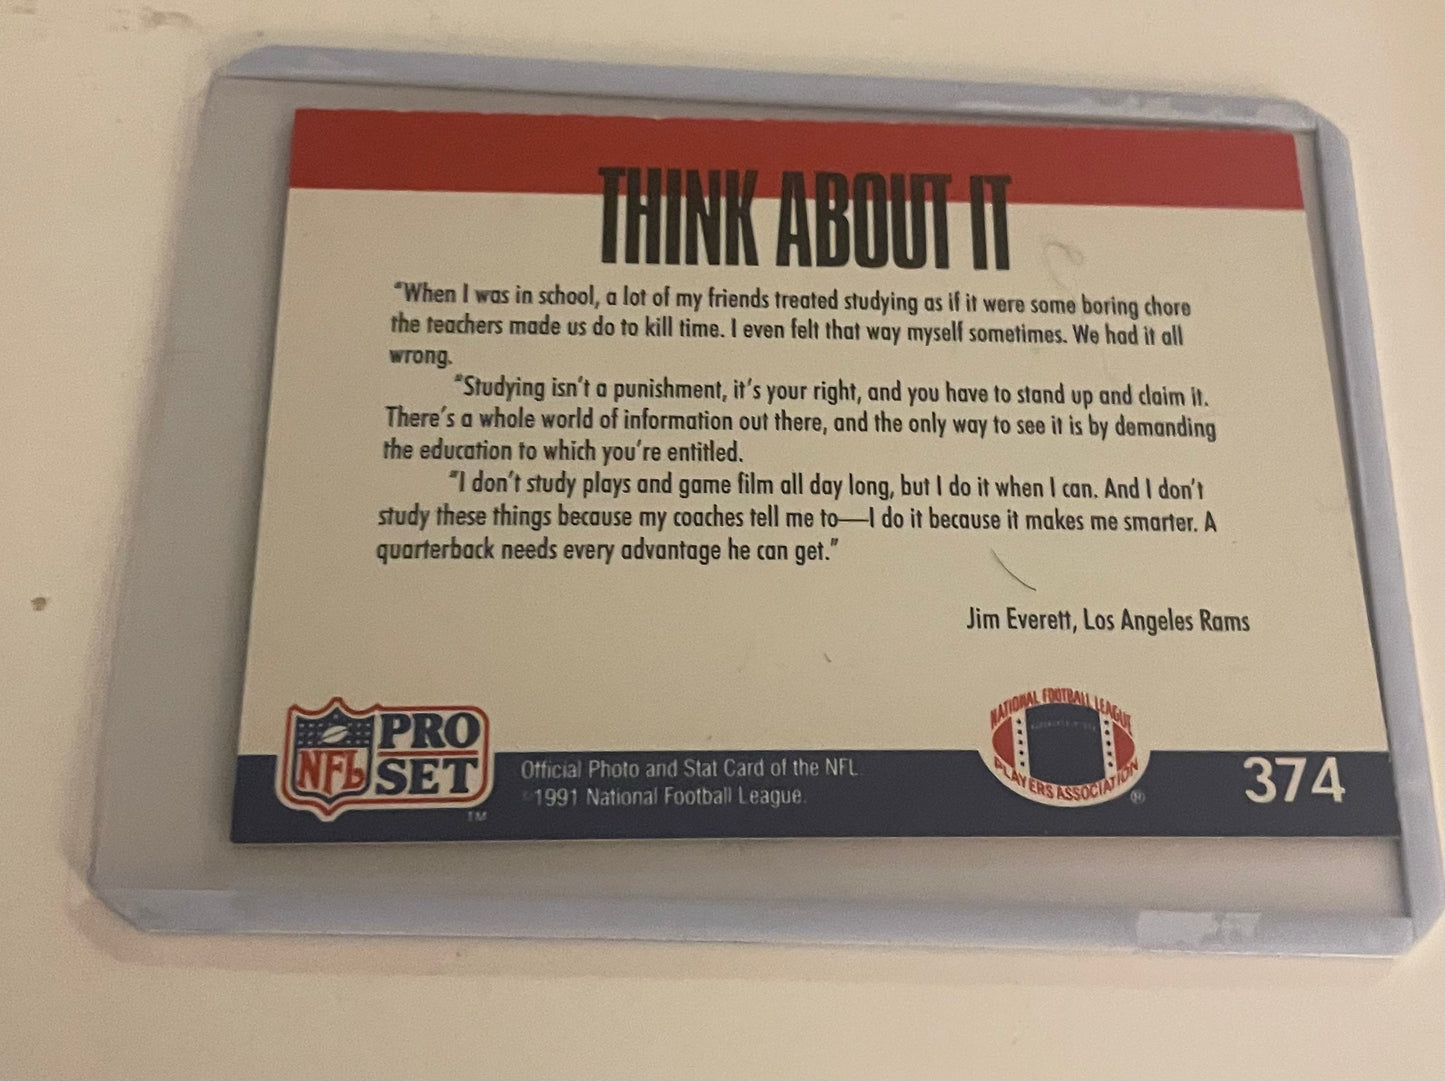 THINK ABOUT IT
"When I was in school, a lot of my friends treated studying as if it were some boring chore
the teachers made us do to kill time. I even felt that way myself sometimes. We had it all
wrong.
"Studying isn't a punishment, it's your right, and you have to stand up and claim it.
There's a whole world of information out there, and the only way to see it is by demanding
the education to which you're entitled.
"I don't study plays and game film all day long, but I do it when I can. And I don't
study these things because my coaches tell me to—I do it because it makes me smarter. A
quarterback needs every advantage he can get."
Jim Everett, Los Angeles Rams
NFL PRO SET TM
Official Photo and Stat Card of the NFL
©1991 National Football League.
NATIONAL FOOTBALL LEAGUE
PLAYERS ASSOCIATION ®
374